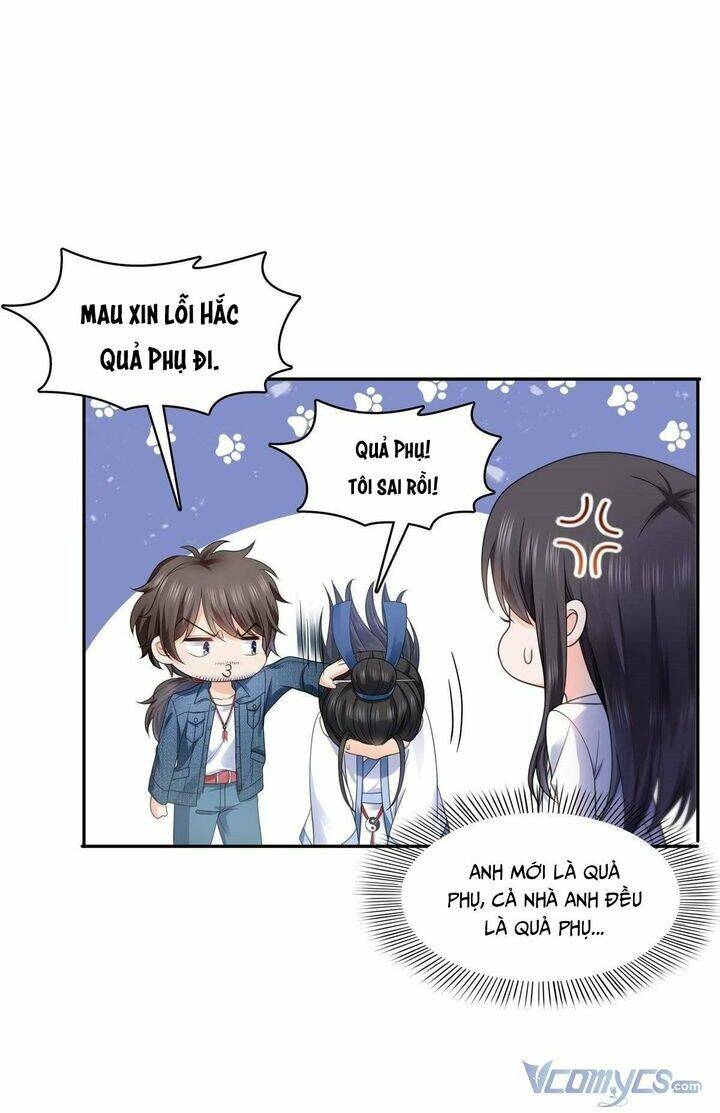 MAU XIN LỖI HẮC
QUẢ PHỤ ĐI.
QUẢ PHỤ!
TÔI SAI RỒI!
ANH MỚI LÀ QUẢ
PHỤ, CẢ NHÀ ANH ĐỀU
LÀ QUẢ PHỤ...
VCOMYCS.com